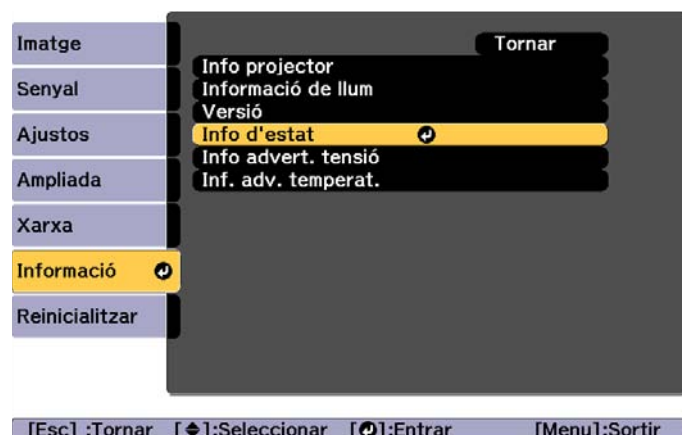 Imatge
Senyal
Ajustos
Ampliada
Xarxa
Informació
Reinicialitzar
Tornar
Info projector
Informació de llum
Versió
Info d'estat
Info advert. tensió
Inf. adv. temperat.
[Esc] :Tornar [◆]:Seleccionar [↵]:Entrar [Menu]:Sortir